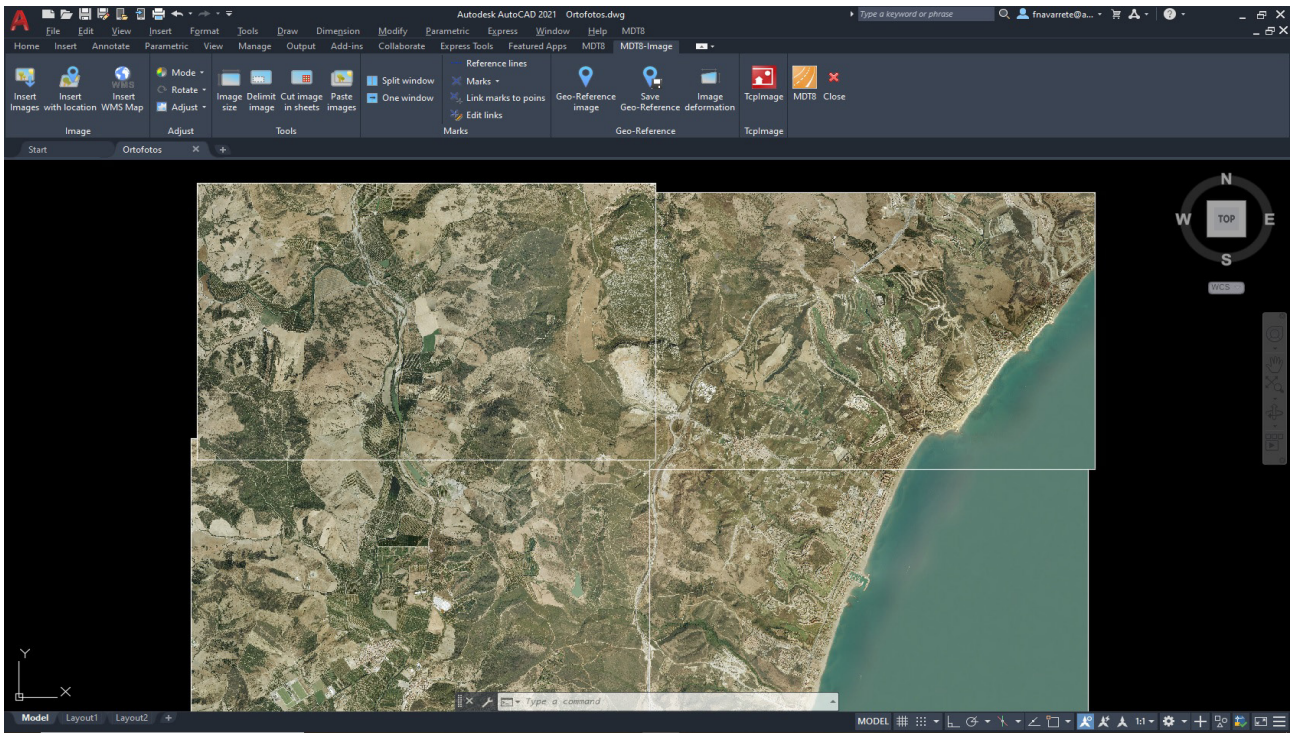 Autodesk AutoCAD 2021 Ortofotos.dwg
Type a keyword or phrase
fnavarrete@a...
File Edit View Insert Format Tools Draw Dimension Modify Parametric Express Window Help MDT8
Home Insert Annotate Parametric View Manage Output Add-ins Collaborate Express Tools Featured Apps MDT8 MDT8-Image
Insert Images
Insert with location
WMS
Insert WMS Map
Image
Mode
Rotate
Adjust
Adjust
Image size
Delimit image
Cut image in sheets
Paste images
Tools
Split window
One window
Reference lines
Marks
Link marks to poins
Edit links
Marks
Geo-Reference image
Save Geo-Reference
Image deformation
Geo-Reference
TcpImage
TcpImage
MDT8
Close
Start
Ortofotos
N
W
TOP
E
S
WCS
Y
X
Type a command
Model Layout1 Layout2
MODEL
1:1